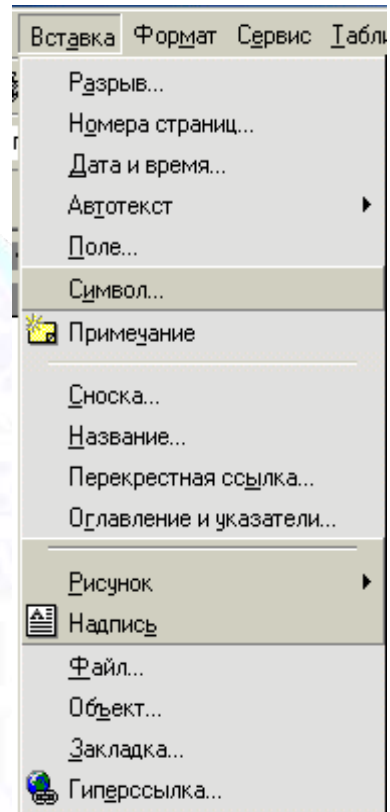 Вставка Формат Сервис
Разрыв...
Номера страниц...
Дата и время...
Автотекст
Поле...
Символ...
Примечание
Сноска...
Название...
Перекрестная ссылка...
Оглавление и указатели...
Рисунок
Надпись
Файл...
Объект...
Закладка...
Гиперссылка...